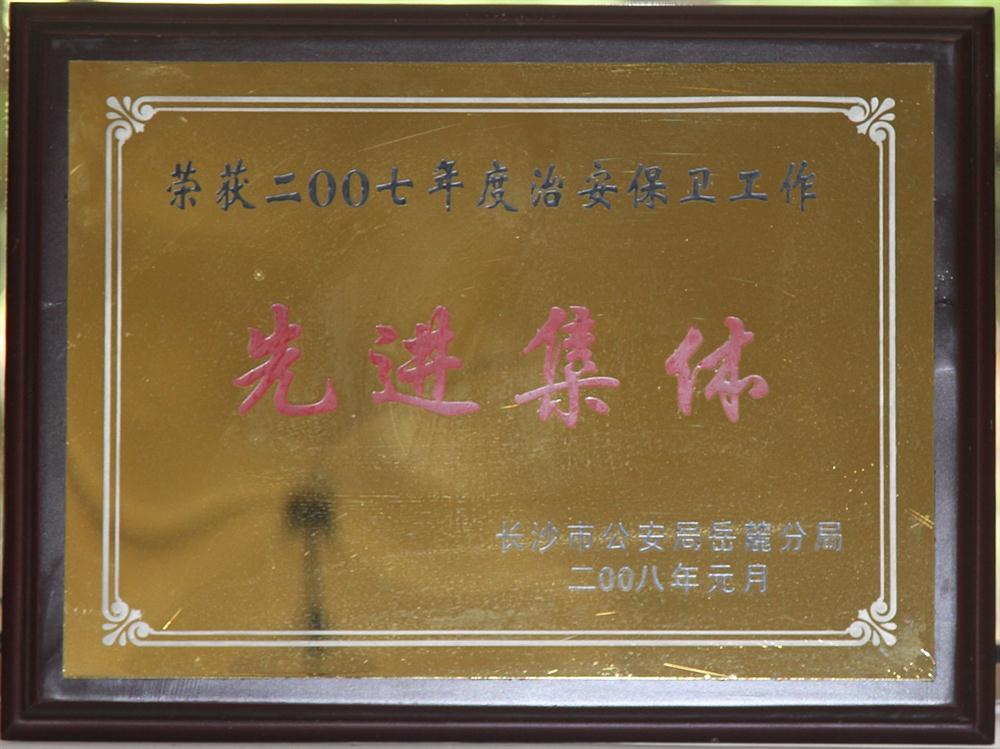 荣获二00七年度治安保卫工作
先进集体
长沙市公安局岳麓分局
二00八年元月